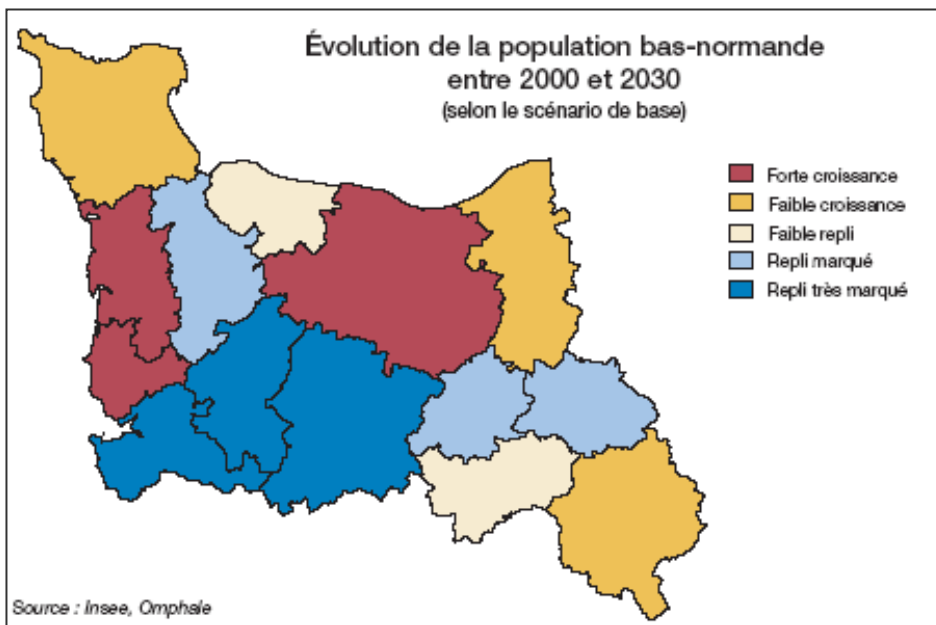 Évolution de la population bas-normande
entre 2000 et 2030
(selon le scénario de base)
Forte croissance
Faible croissance
Faible repli
Repli marqué
Repli très marqué
Source : Insee, Omphale